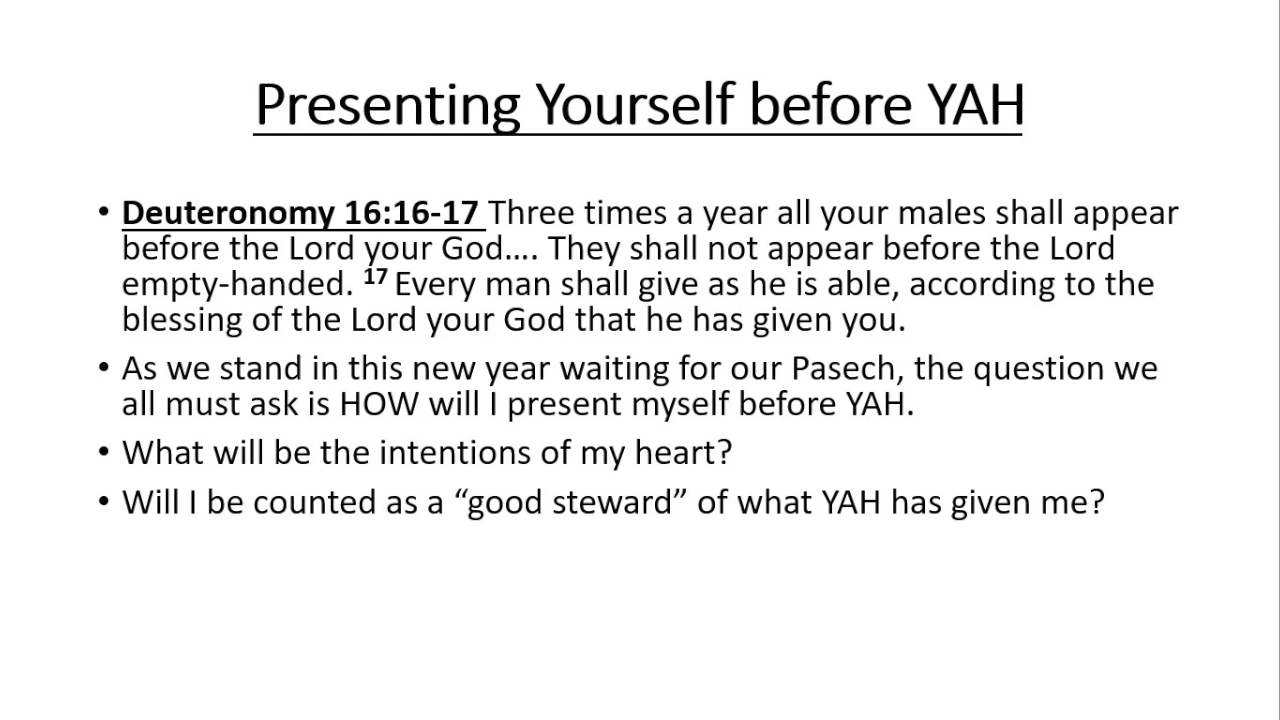 Presenting Yourself before YAH
• Deuteronomy 16:16-17 Three times a year all your males shall appear
before the Lord your God…. They shall not appear before the Lord
empty-handed. 17 Every man shall give as he is able, according to the
blessing of the Lord your God that he has given you.
• As we stand in this new year waiting for our Pasech, the question we
all must ask is HOW will I present myself before YAH.
• What will be the intentions of my heart?
• Will I be counted as a “good steward” of what YAH has given me?